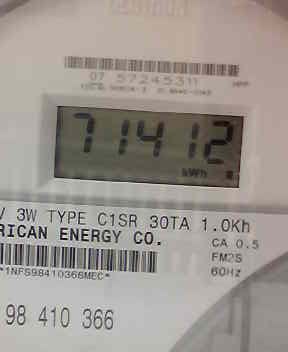 07 57245311
71412
kWh
V 3W TYPE C1SR 30TA 1.0Kh
RICAN ENERGY CO.
CA 0.5
FM2S
60Hz
*1NFS98410366MEC*
98 410 366